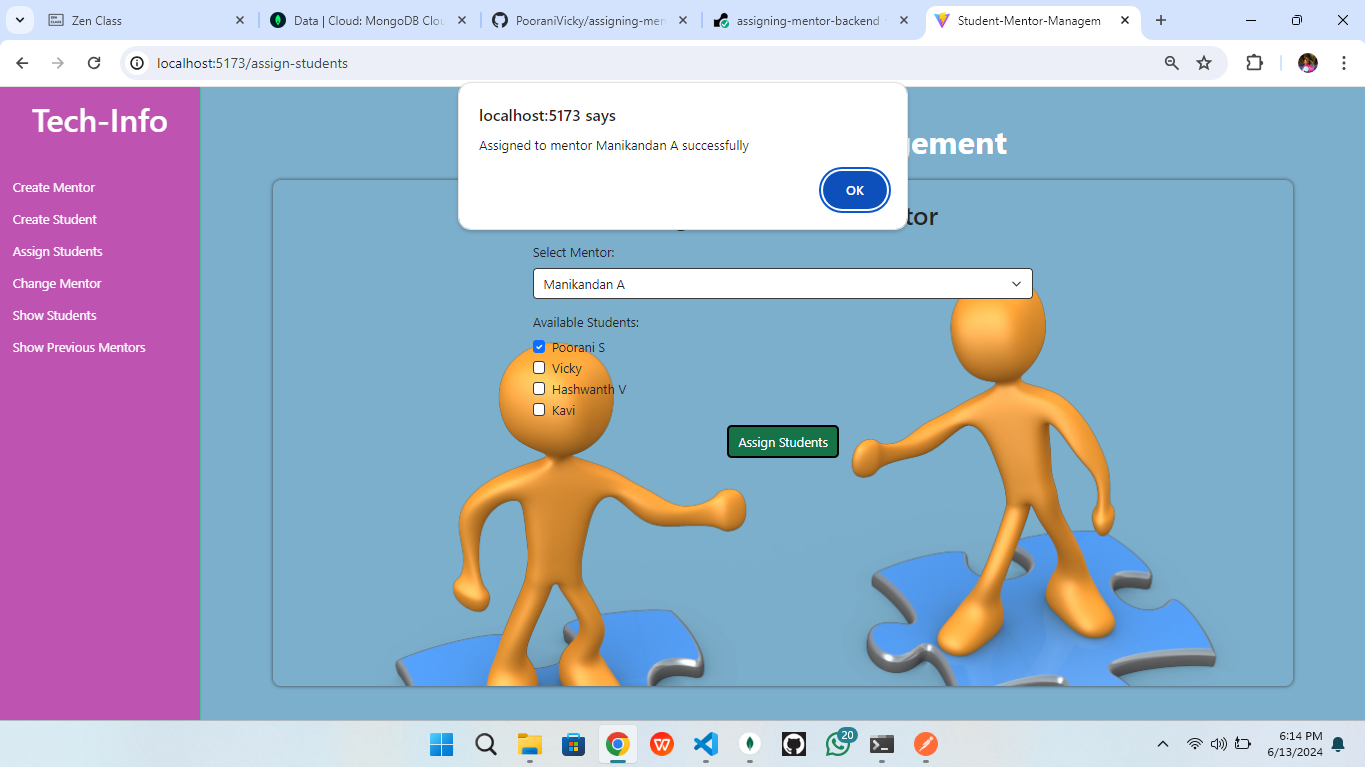 Zen Class
Data | Cloud: MongoDB Clou
PooraniVicky/assigning-men
assigning-mentor-backend
Student-Mentor-Managem
localhost:5173/assign-students
Tech-Info
Create Mentor
Create Student
Assign Students
Change Mentor
Show Students
Show Previous Mentors
localhost:5173 says
Assigned to mentor Manikandan A successfully
OK
gement
tor
Select Mentor:
Manikandan A
Available Students:
Poorani S
Vicky
Hashwanth V
Kavi
Assign Students
20
6:14 PM
6/13/2024